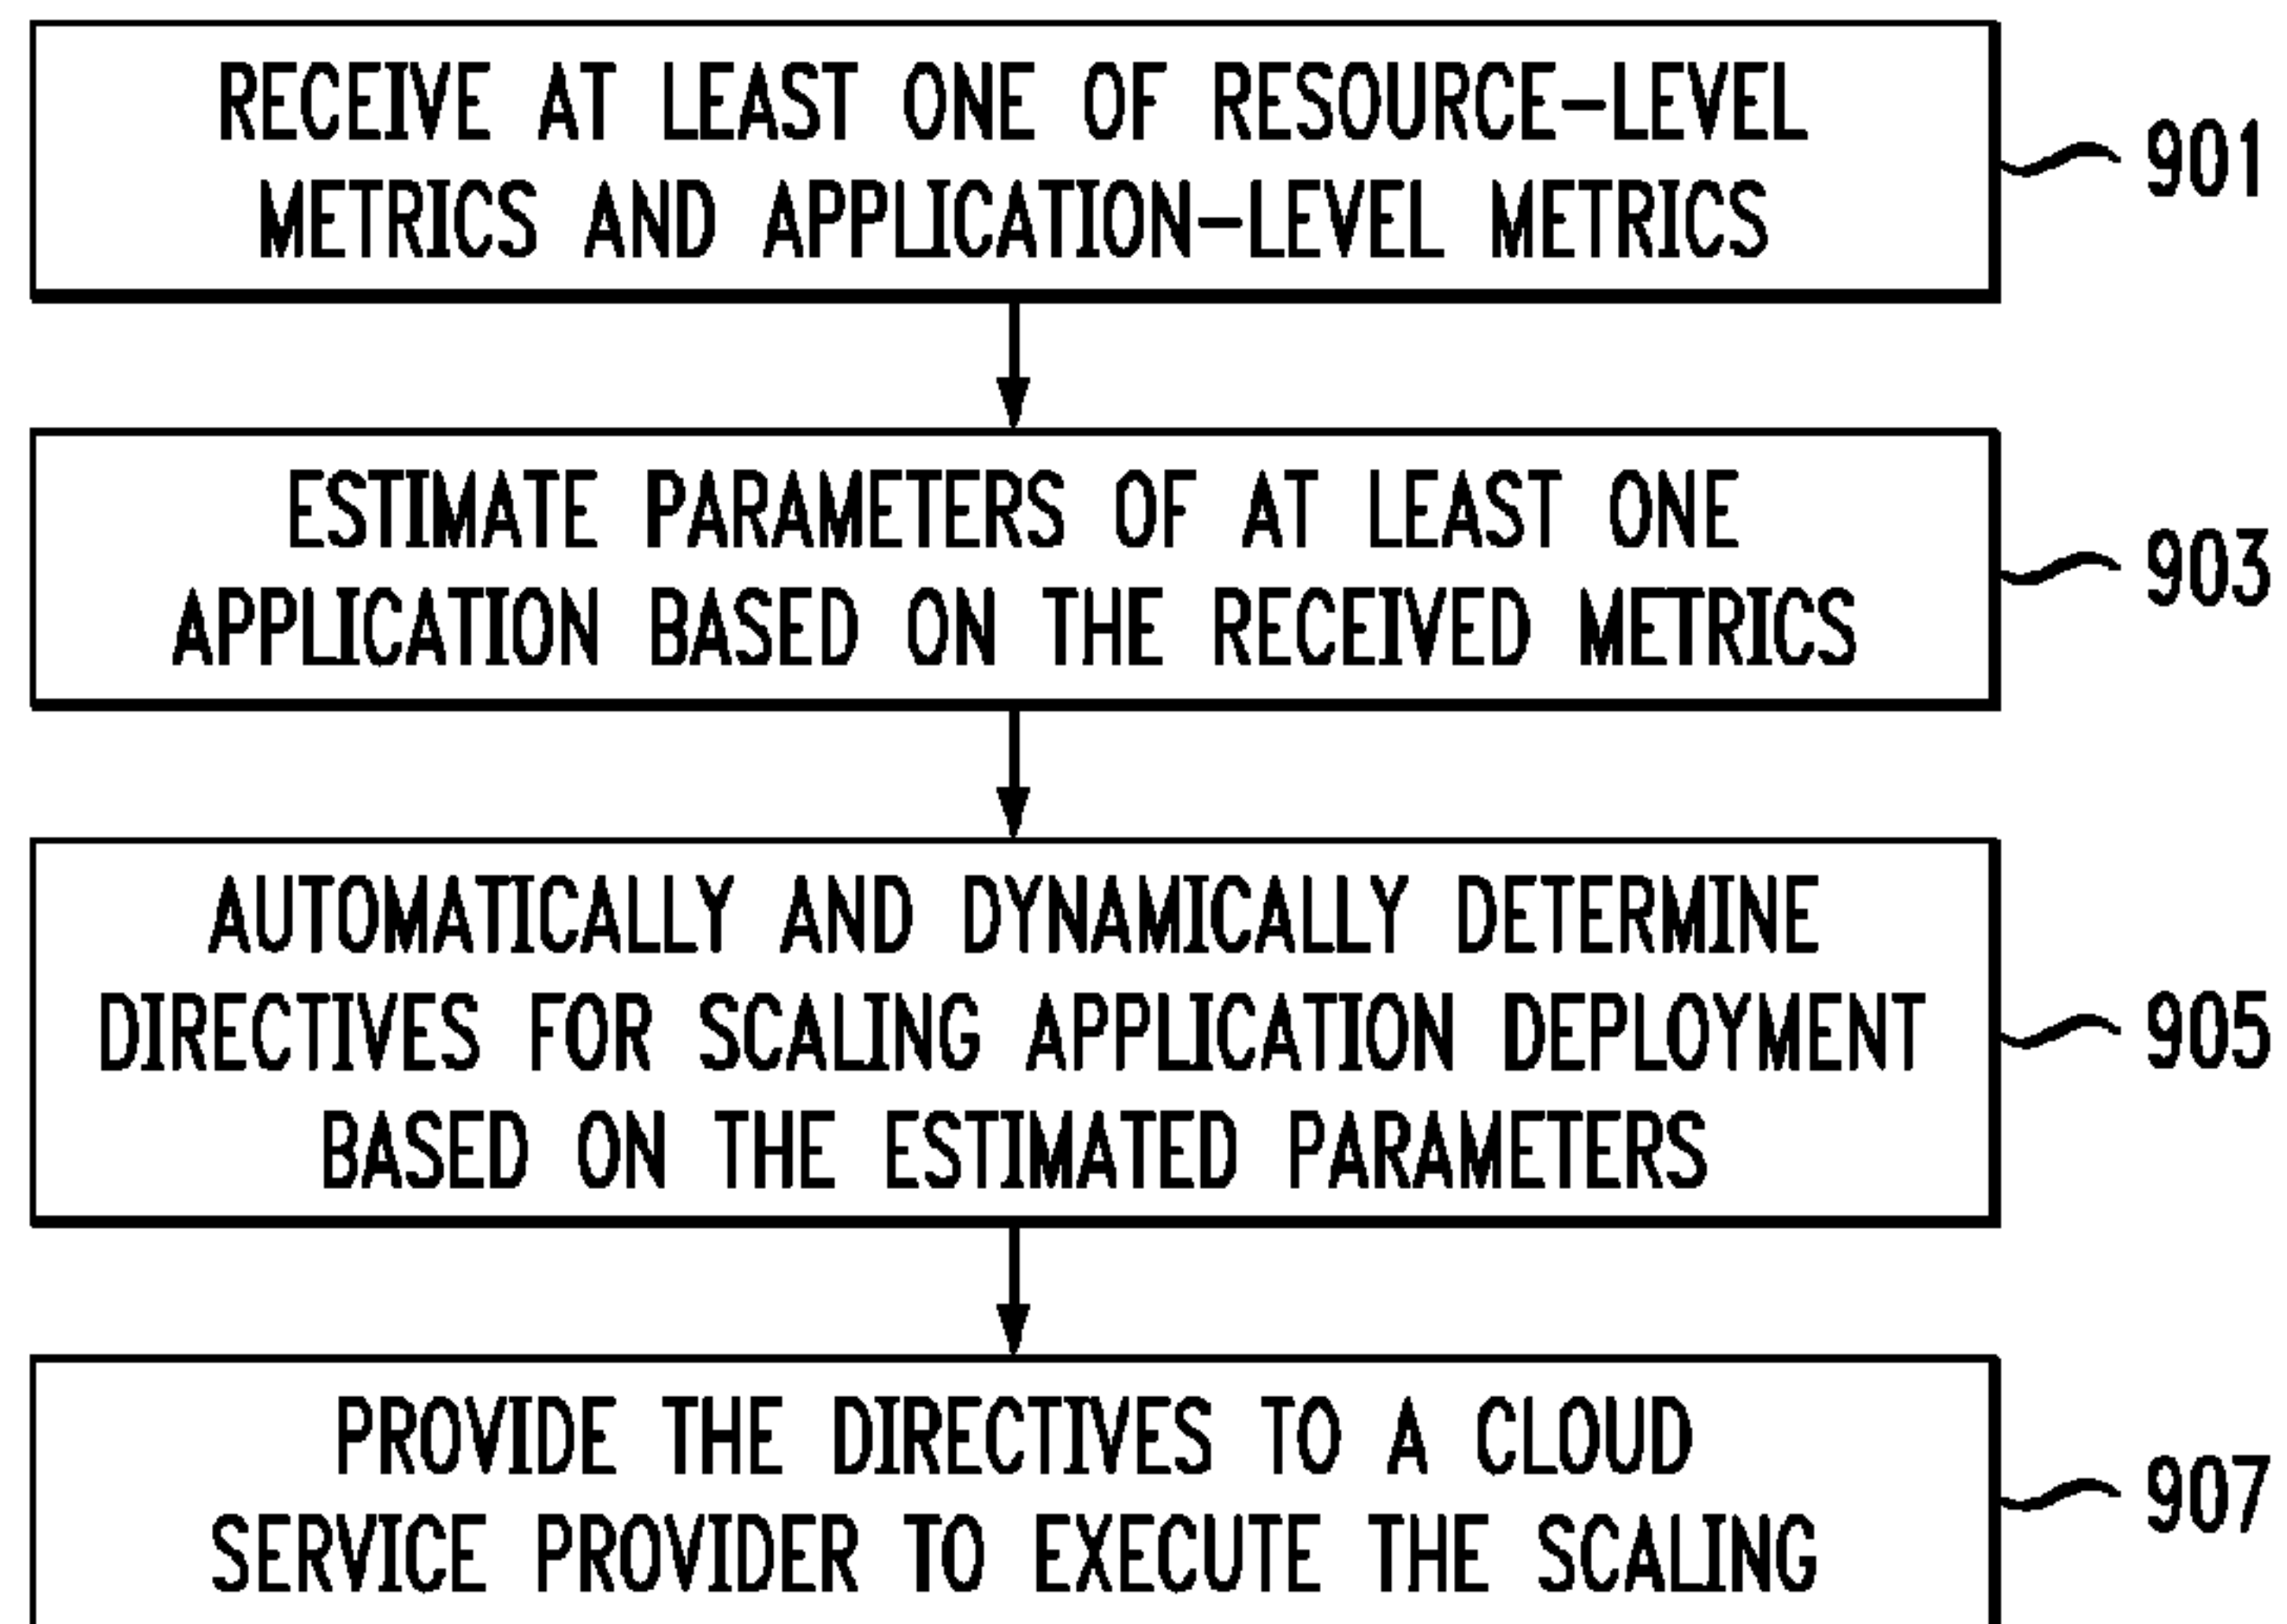 RECEIVE AT LEAST ONE OF RESOURCE-LEVEL
METRICS AND APPLICATION-LEVEL METRICS
901
ESTIMATE PARAMETERS OF AT LEAST ONE
APPLICATION BASED ON THE RECEIVED METRICS
903
AUTOMATICALLY AND DYNAMICALLY DETERMINE
DIRECTIVES FOR SCALING APPLICATION DEPLOYMENT
BASED ON THE ESTIMATED PARAMETERS
905
PROVIDE THE DIRECTIVES TO A CLOUD
SERVICE PROVIDER TO EXECUTE THE SCALING
907